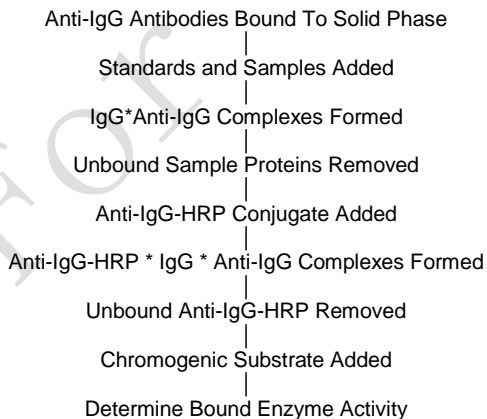 Anti-IgG Antibodies Bound To Solid Phase
Standards and Samples Added
IgG*Anti-IgG Complexes Formed
Unbound Sample Proteins Removed
Anti-IgG-HRP Conjugate Added
Anti-IgG-HRP * IgG * Anti-IgG Complexes Formed
Unbound Anti-IgG-HRP Removed
Chromogenic Substrate Added
Determine Bound Enzyme Activity
For